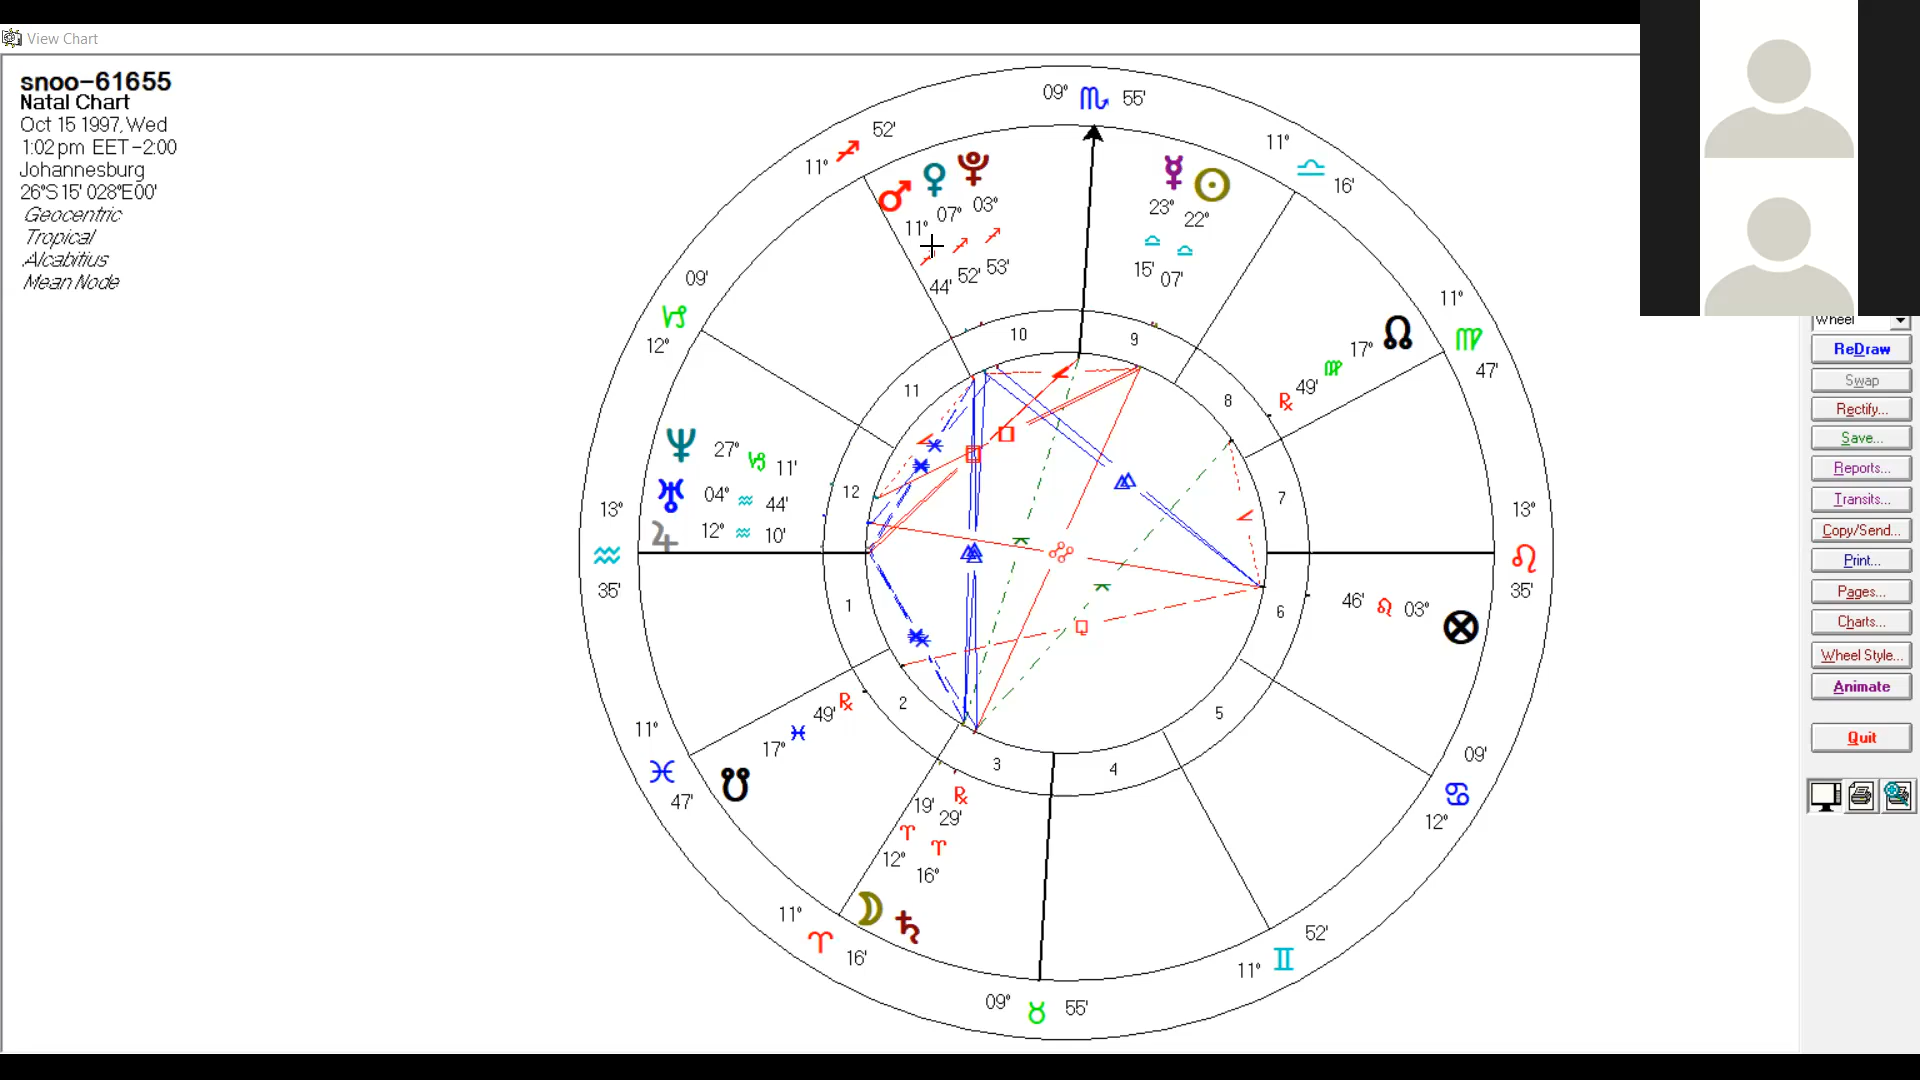 View Chart
snoo-61655
Natal Chart
Oct 15 1997, Wed
1:02 pm EET -2:00
Johannesburg
26°S15' 028°E00'
Geocentric
Tropical
Alcabitius
Mean Node
09° ♏ 55'
11° ♎ 16'
11° ♍ 47'
13° ♌ 35'
09' ♋ 12°
52' ♊ 11°
09° ♉ 55'
11° ♈ 16'
11° ♓ 47'
13° ♒ 35'
09' ♑ 12°
11° ♐ 52'
♂ 11° ♐ 44'
♀ 07° ♐ 52'
03° ♐ 53'
☿ 23° ♎ 15'
☉ 22° ♎ 07'
☊ 17° ♍ 49' ℞
♆ 27° ♑ 11'
♅ 04° ♒ 44'
♃ 12° ♒ 10'
46' ♌ 03° ⊗
☋ 17° ♓ 49' ℞
☽ 12° ♈ 19'
♄ 16° ♈ 29' ℞
1
2
3
4
5
6
7
8
9
10
11
12
Wheel
ReDraw
Swap
Rectify...
Save...
Reports...
Transits...
Copy/Send...
Print...
Pages...
Charts...
Wheel Style...
Animate
Quit